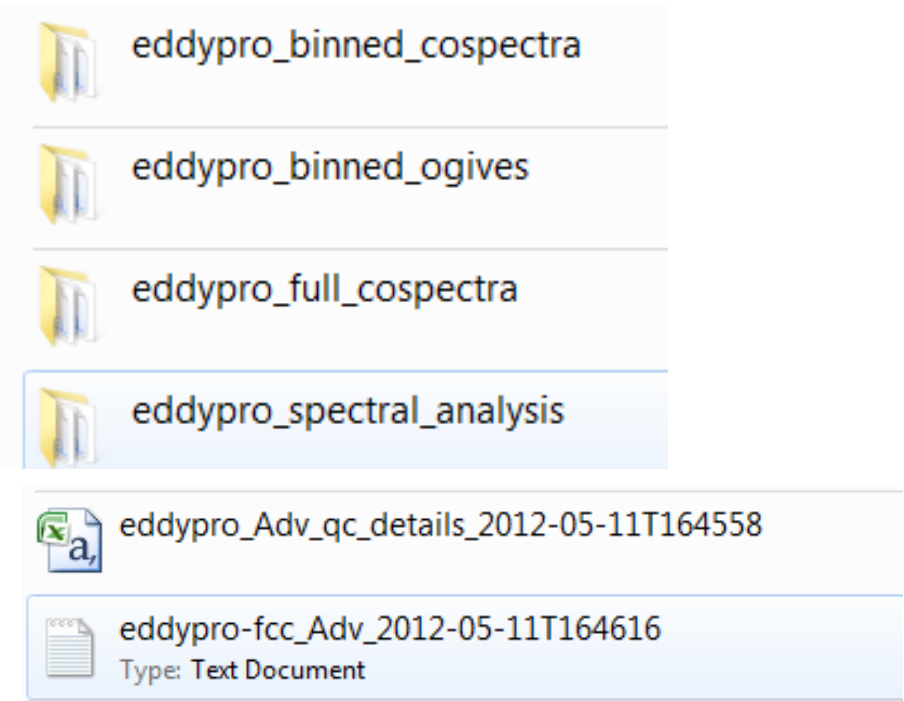 eddypro_binned_cospectra
eddypro_binned_ogives
eddypro_full_cospectra
eddypro_spectral_analysis
a,
eddypro_Adv_qc_details_2012-05-11T164558
eddypro-fcc_Adv_2012-05-11T164616
Type: Text Document